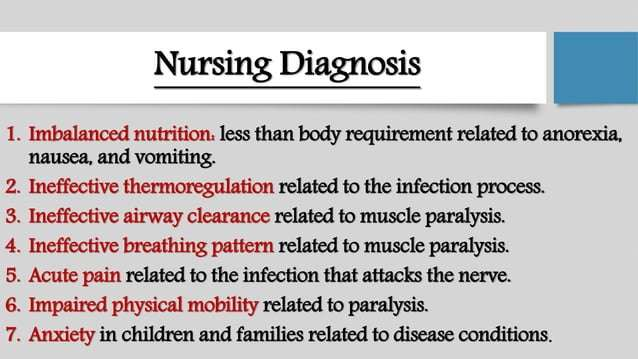 Nursing Diagnosis
1. Imbalanced nutrition: less than body requirement related to anorexia,
nausea, and vomiting.
2. Ineffective thermoregulation related to the infection process.
3. Ineffective airway clearance related to muscle paralysis.
4. Ineffective breathing pattern related to muscle paralysis.
5. Acute pain related to the infection that attacks the nerve.
6. Impaired physical mobility related to paralysis.
7. Anxiety in children and families related to disease conditions.